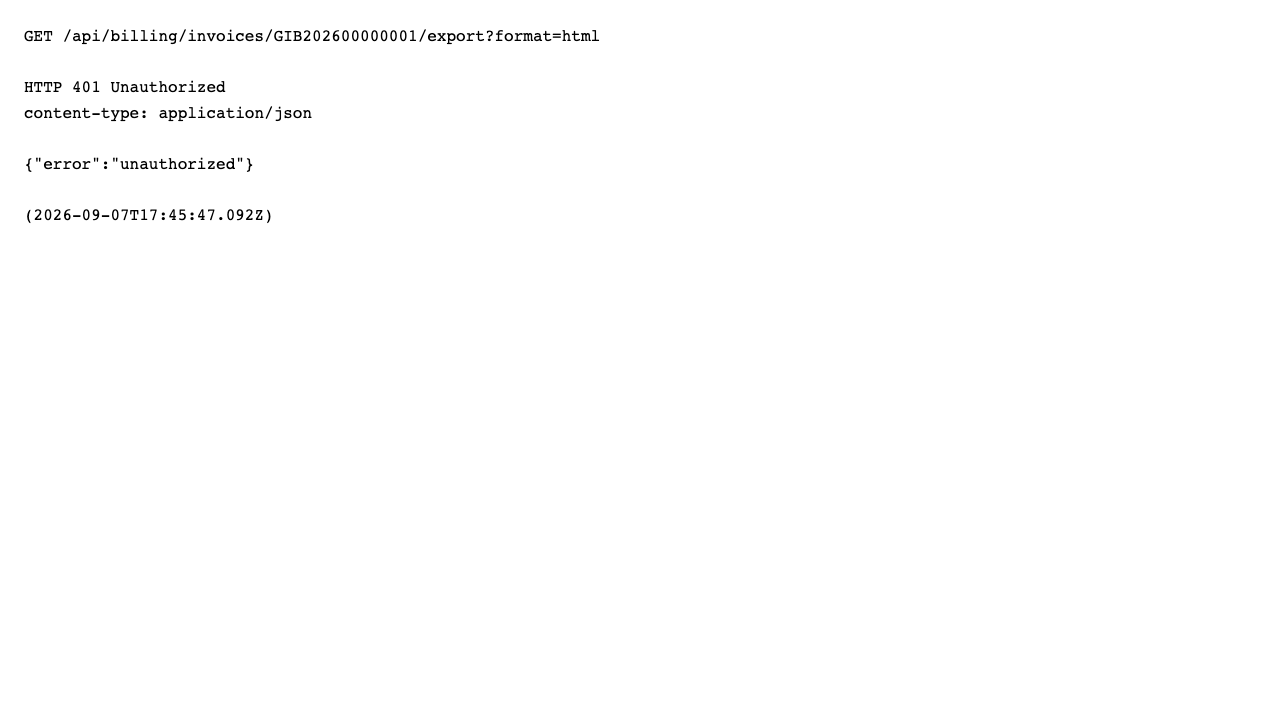 GET /api/billing/invoices/GIB202600000001/export?format=html
HTTP 401 Unauthorized
content-type: application/json
{"error":"unauthorized"}
(2026-09-07T17:45:47.092Z)